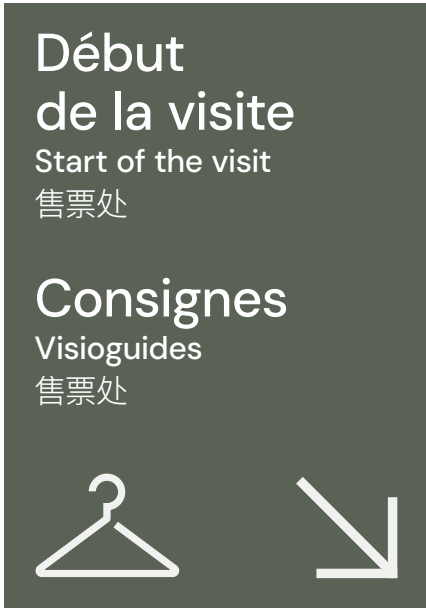 Début
de la visite
Start of the visit
售票处
Consignes
Visioguides
售票处